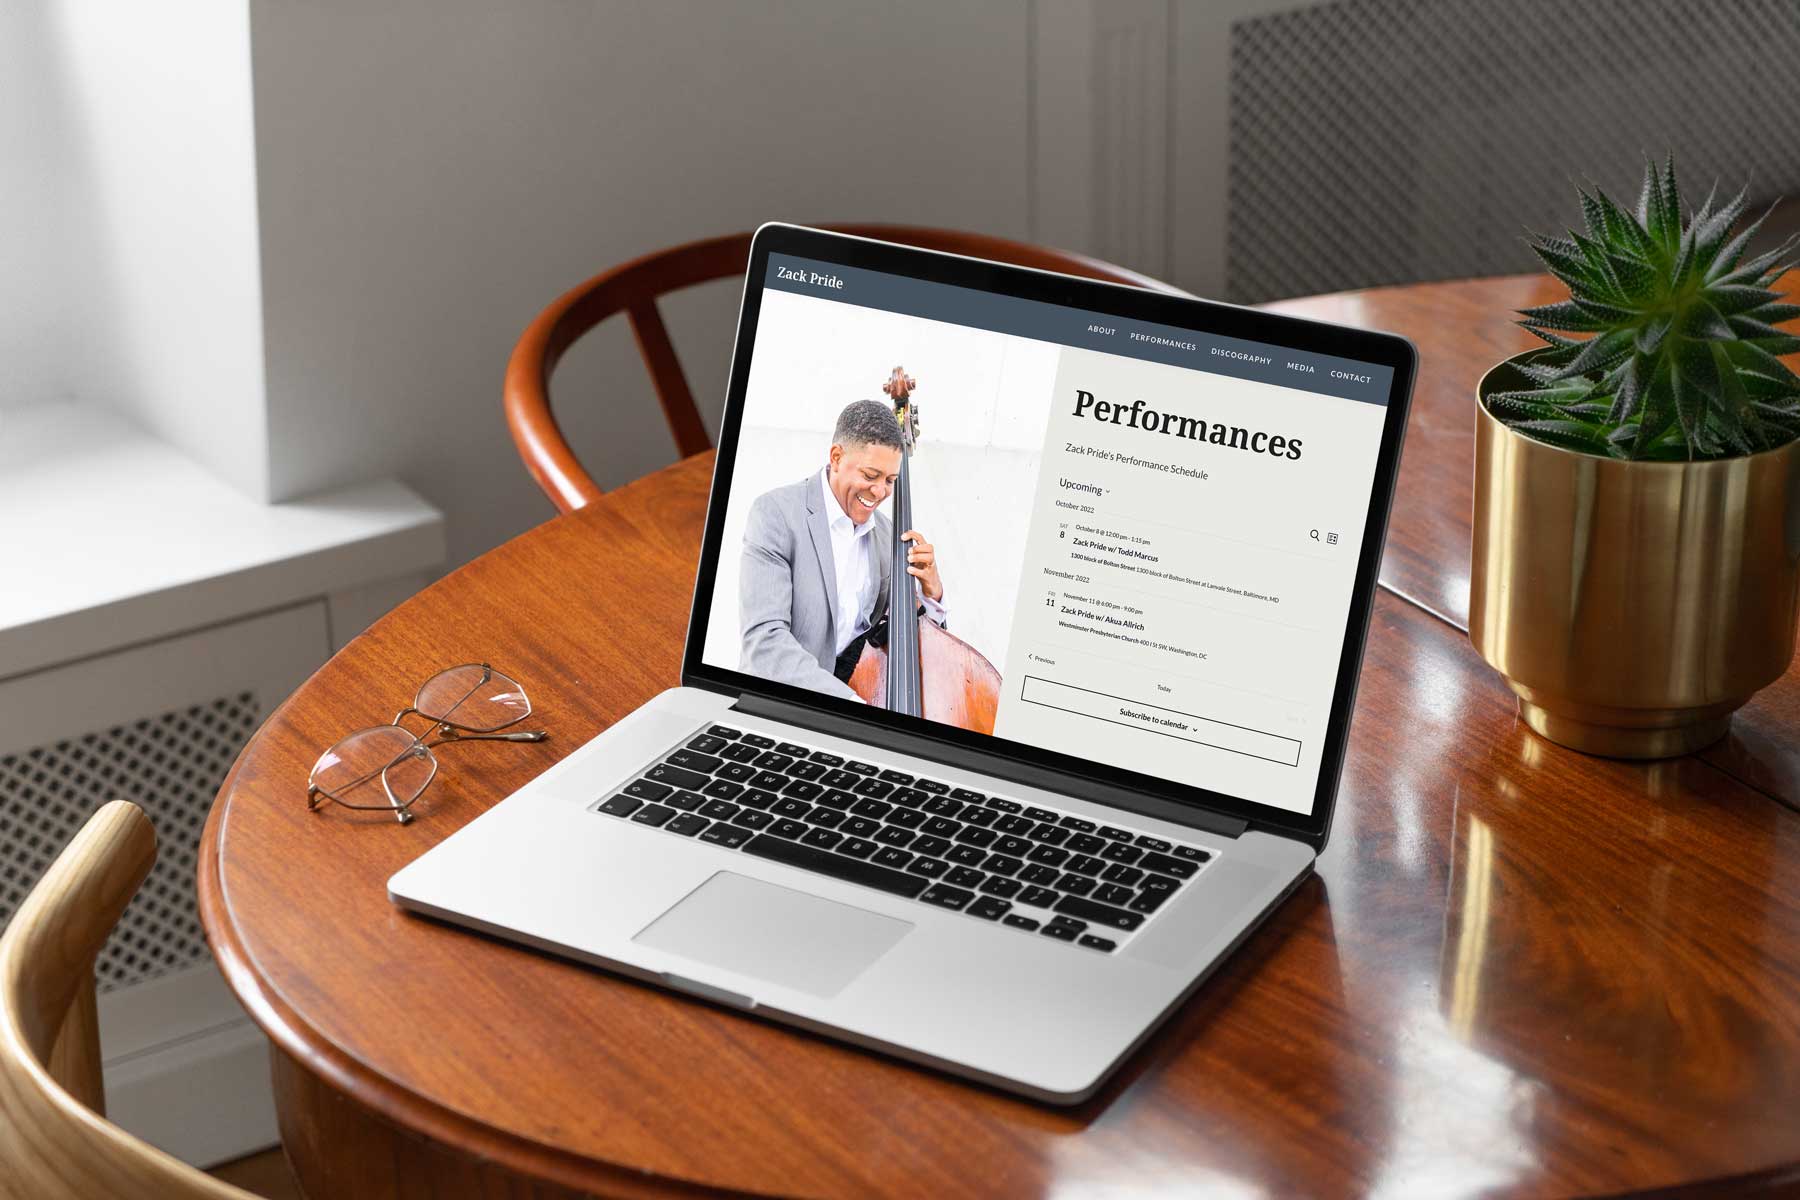 Zack Pride
ABOUT PERFORMANCES DISCOGRAPHY MEDIA CONTACT
Performances
Zack Pride's Performance Schedule
Upcoming
October 2022
SAT
8
October 8 @ 12:00 pm - 1:15 pm
Zack Pride w/ Todd Marcus
1300 block of Bolton Street 1300 block of Bolton Street at Lanvale Street, Baltimore, MD
November 2022
FRI
11
November 11 @ 6:00 pm - 9:00 pm
Zack Pride w/ Akua Allrich
Westminster Presbyterian Church 400 I St SW, Washington, DC
Previous
Today
Subscribe to calendar
Q W E R T Y U I O P
A S D F G H J K L
Z X C V B N M